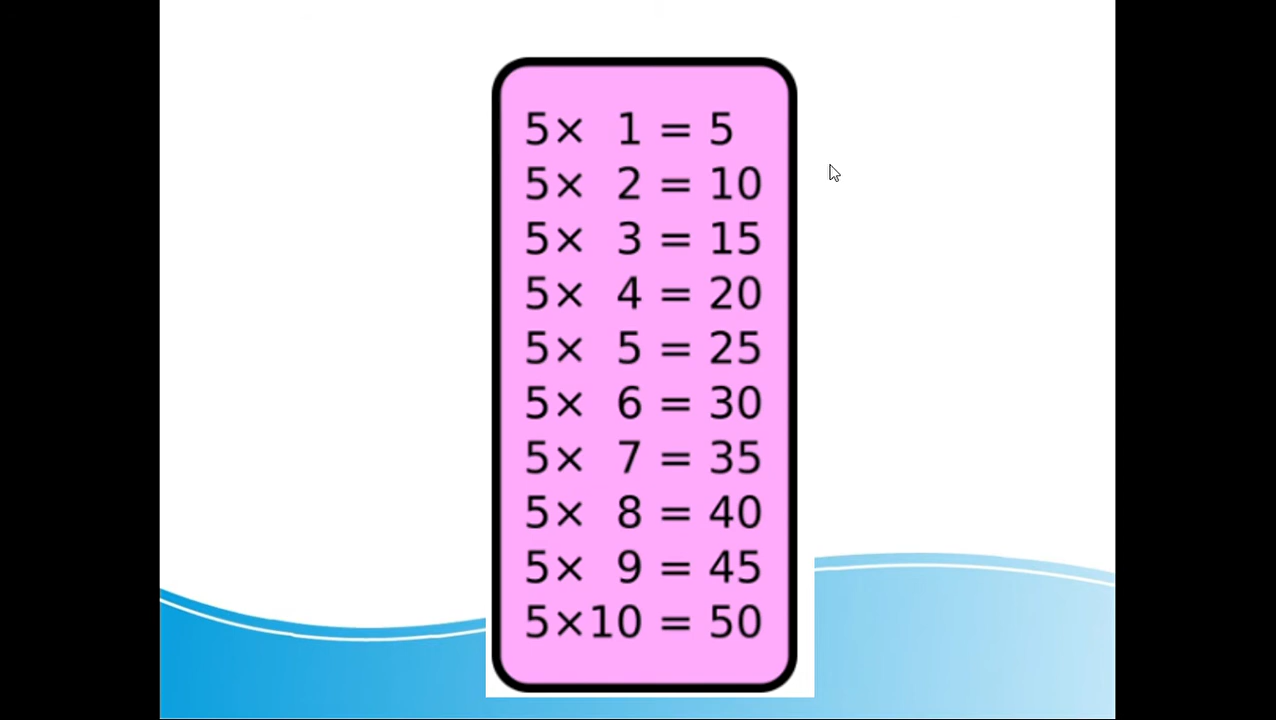 5× 1 = 5
5× 2 = 10
5× 3 = 15
5× 4 = 20
5× 5 = 25
5× 6 = 30
5× 7 = 35
5× 8 = 40
5× 9 = 45
5×10 = 50